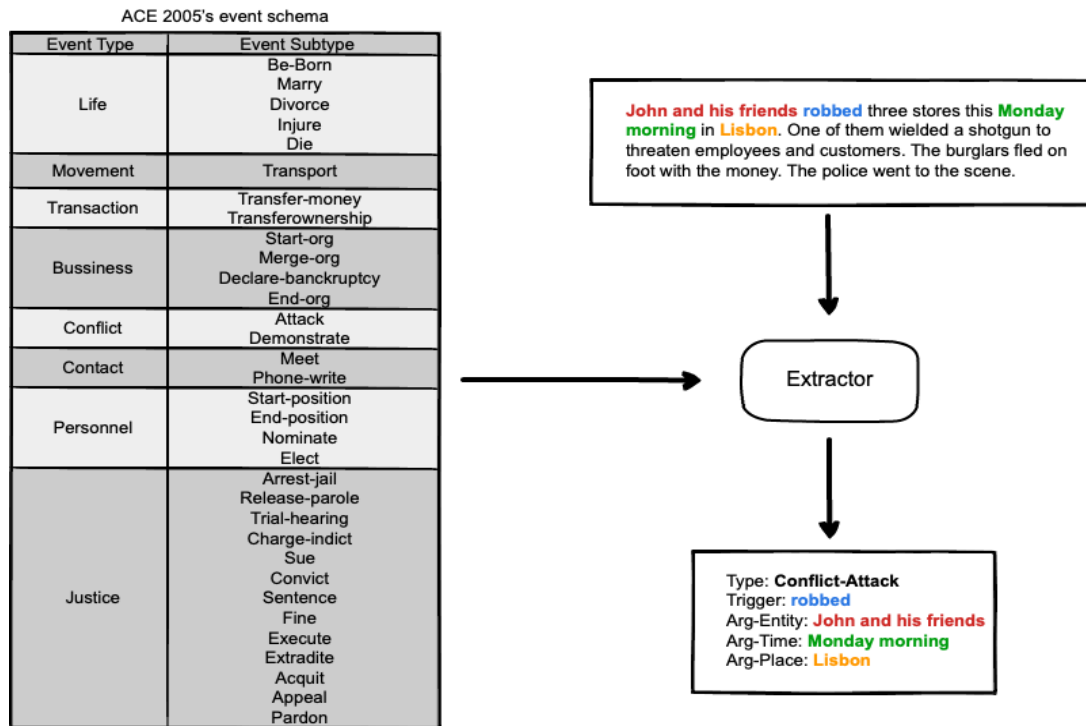 ACE 2005's event schema
Event Type Event Subtype
Life
Be-Born
Marry
Divorce
Injure
Die
Movement Transport
Transaction
Transfer-money
Transferownership
Bussiness
Start-org
Merge-org
Declare-banckruptcy
End-org
Conflict
Attack
Demonstrate
Contact
Meet
Phone-write
Personnel
Start-position
End-position
Nominate
Elect
Justice
Arrest-jail
Release-parole
Trial-hearing
Charge-indict
Sue
Convict
Sentence
Fine
Execute
Extradite
Acquit
Appeal
Pardon
John and his friends robbed three stores this Monday
morning in Lisbon. One of them wielded a shotgun to
threaten employees and customers. The burglars fled on
foot with the money. The police went to the scene.
Extractor
Type: Conflict-Attack
Trigger: robbed
Arg-Entity: John and his friends
Arg-Time: Monday morning
Arg-Place: Lisbon